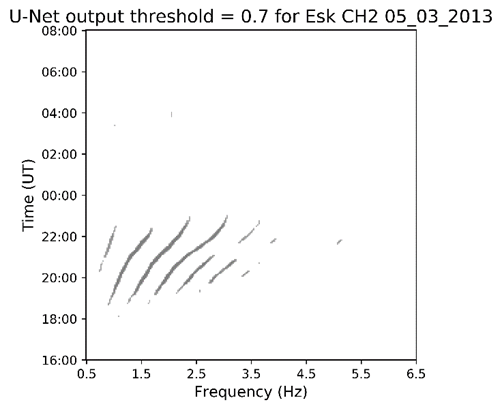 U-Net output threshold = 0.7 for Esk CH2 05_03_2013
08:00
06:00
04:00
00:00
22:00
20:00
18:00
16:00
Time (UT)
0.5 1.5 2.5 3.5 4.5 5.5 6.5
Frequency (Hz)